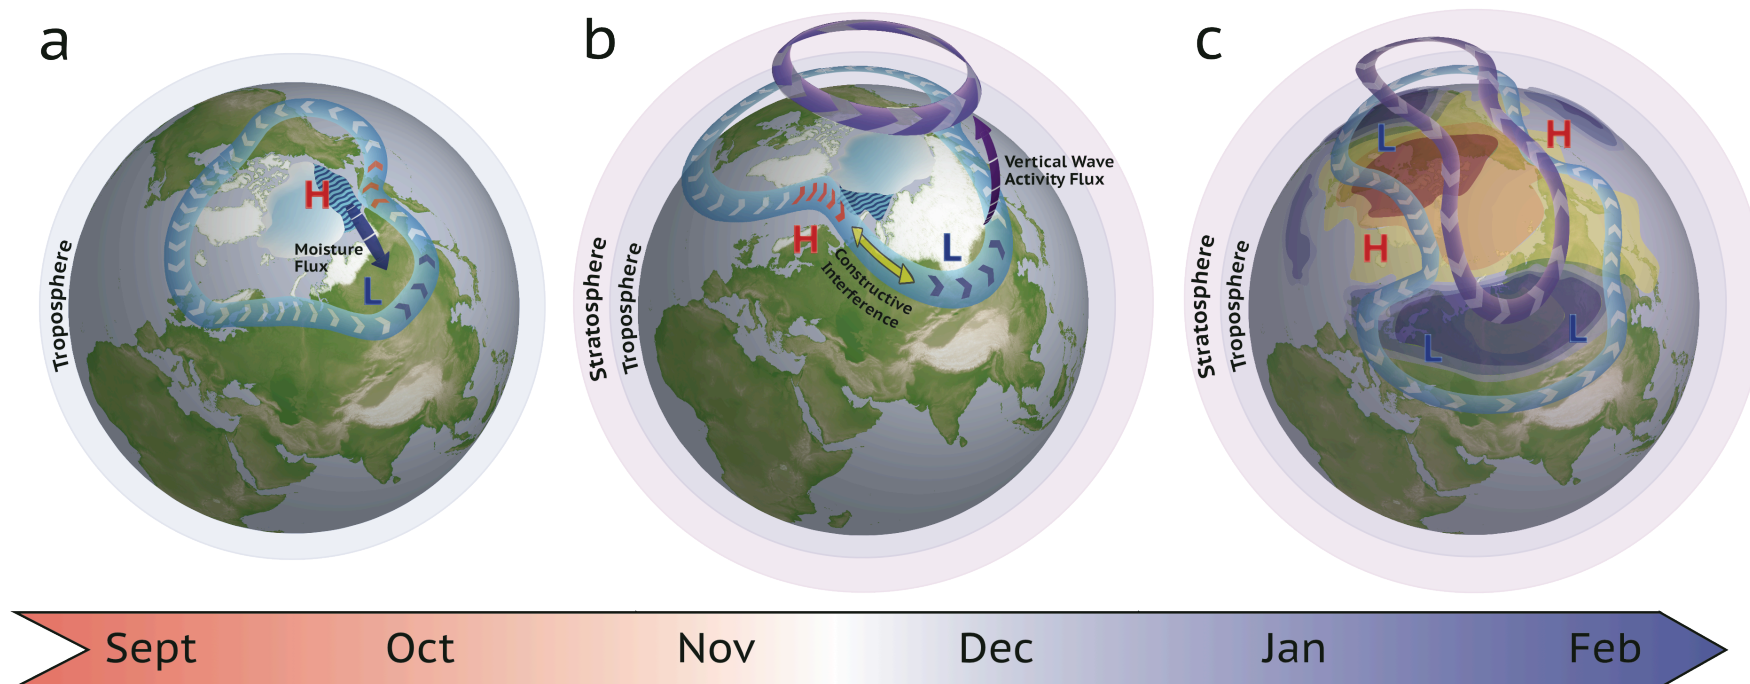 a
Troposphere
H
Moisture
Flux
L
b
Stratosphere
Troposphere
H
L
Constructive
Interference
Vertical Wave
Activity Flux
c
Stratosphere
Troposphere
L
H
H
L
L
Sept Oct Nov Dec Jan Feb